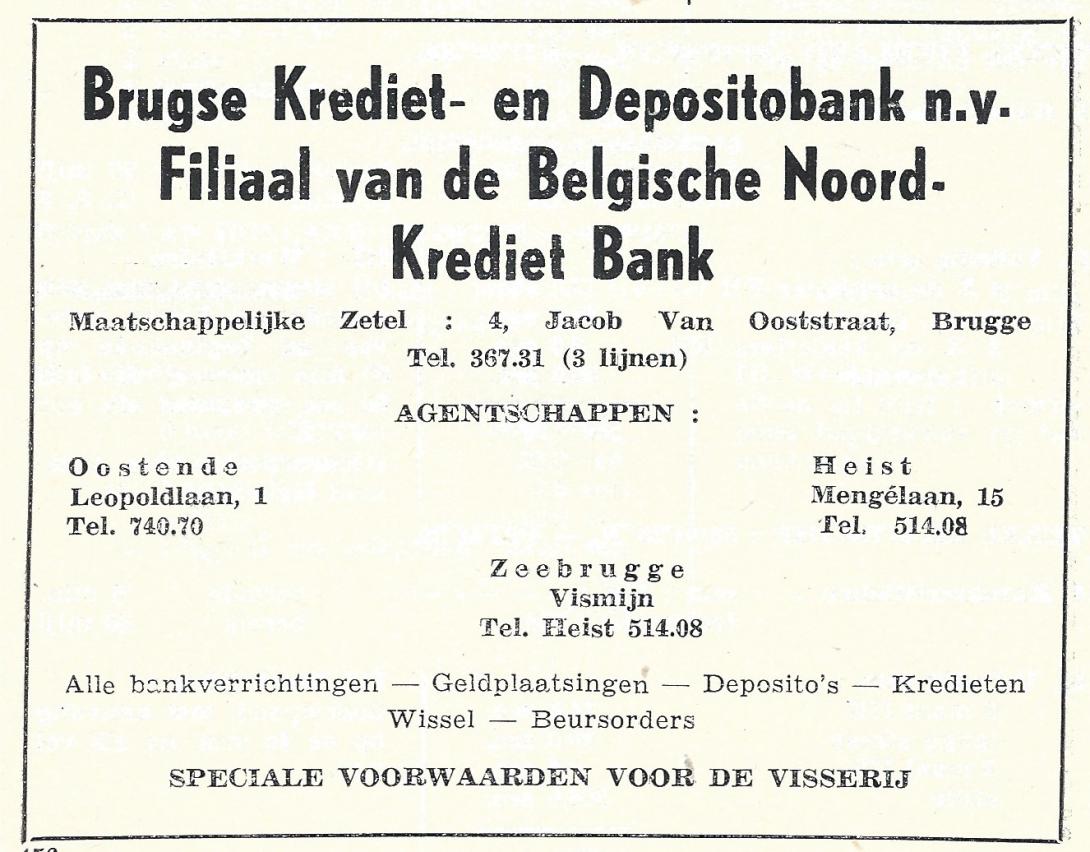 Brugse Krediet- en Depositobank n.v.
Filiaal van de Belgische Noord-
Krediet Bank
Maatschappelijke Zetel : 4, Jacob Van Ooststraat, Brugge
Tel. 367.31 (3 lijnen)
AGENTSCHAPPEN :
Oostende
Leopoldlaan, 1
Tel. 740.70
Heist
Mengélaan, 15
Tel. 514.08
Zeebrugge
Vismijn
Tel. Heist 514.08
Alle bankverrichtingen — Geldplaatsingen — Deposito's — Kredieten
Wissel — Beursorders
SPECIALE VOORWAARDEN VOOR DE VISSERIJ